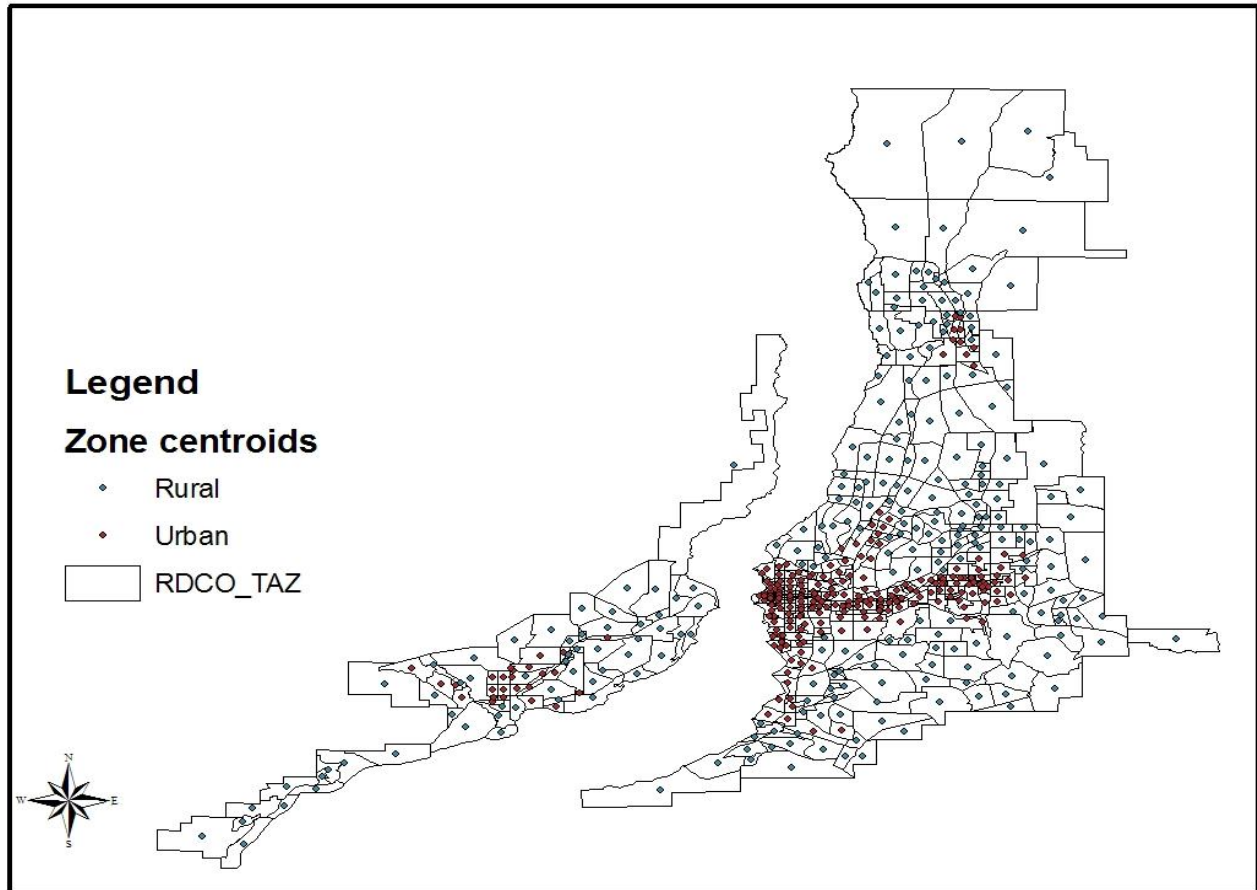 Legend
Zone centroids
Rural
Urban
RDCO_TAZ
N
W E
S